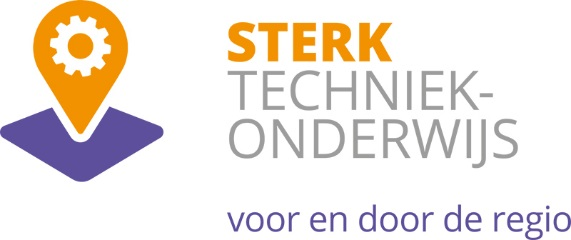 STERK
TECHNIEK-
ONDERWIJS
voor en door de regio